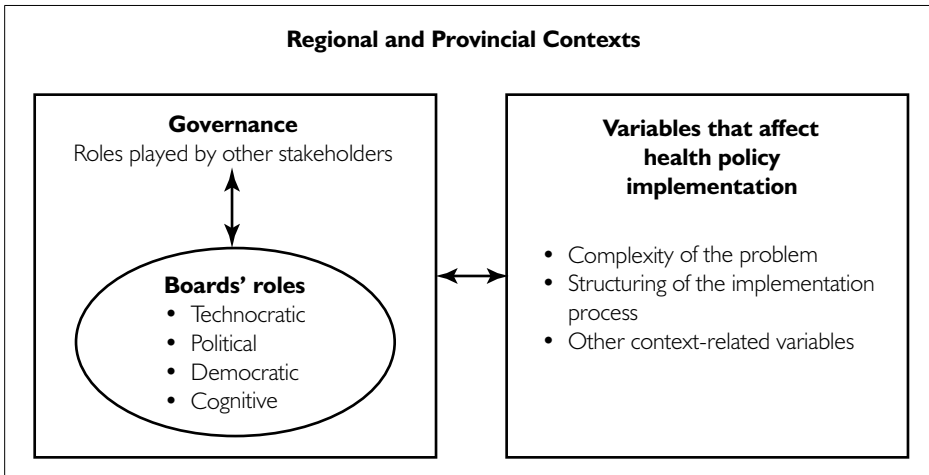 Regional and Provincial Contexts
Governance
Roles played by other stakeholders
Boards’ roles
• Technocratic
• Political
• Democratic
• Cognitive
Variables that affect
health policy
implementation
• Complexity of the problem
• Structuring of the implementation
process
• Other context-related variables